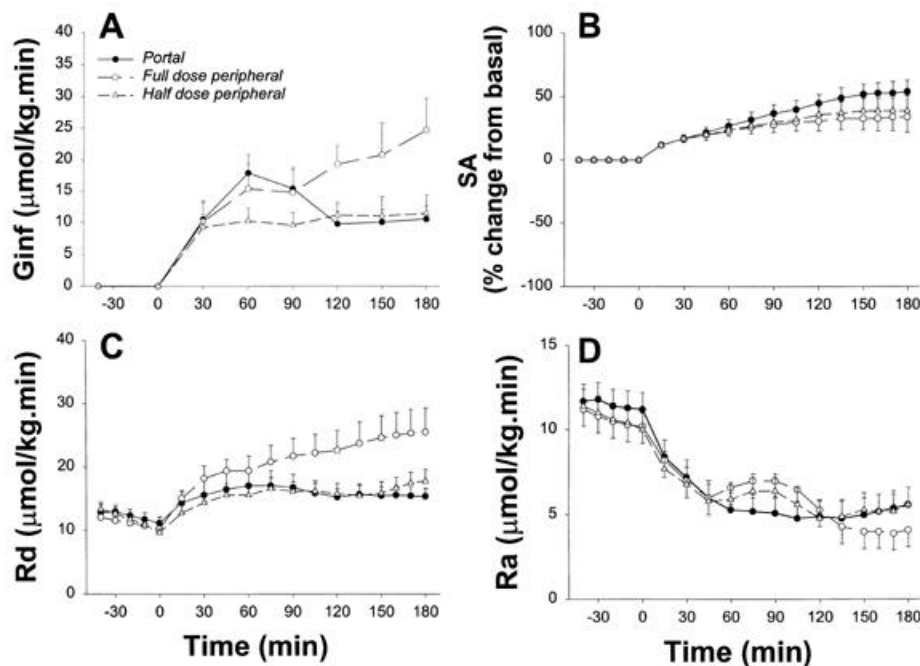 A
Ginf (µmol/kg.min)
40
35
30
25
20
15
10
5
0
Portal
Full dose peripheral
Half dose peripheral
-30 0 30 60 90 120 150 180
B
SA
(% change from basal)
100
50
0
-50
-100
-30 0 30 60 90 120 150 180
C
Rd (µmol/kg.min)
40
30
20
10
0
-30 0 30 60 90 120 150 180
Time (min)
D
Ra (µmol/kg.min)
15
10
5
0
-30 0 30 60 90 120 150 180
Time (min)